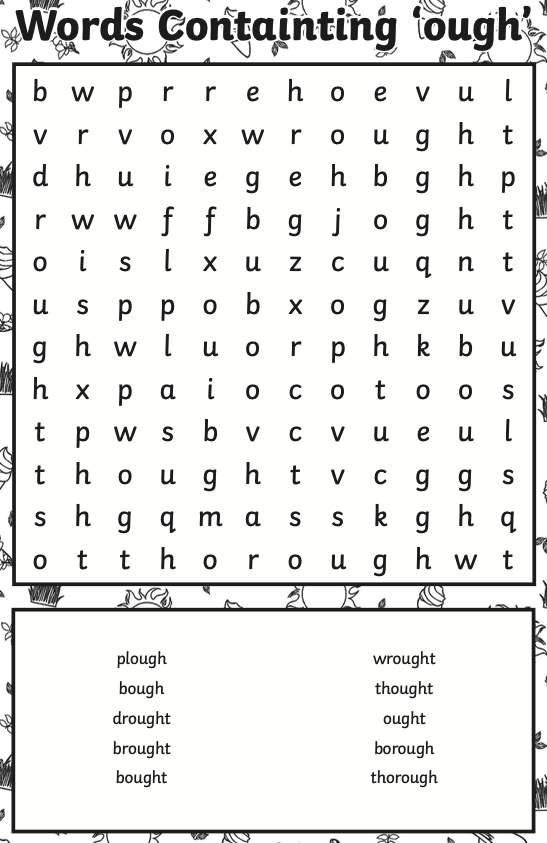 Words Containting ‘ough’
b w p r r e h o e v u l
v r v o x w r o u g h t
d h u i e g e h b g h p
r w w f f b g j o g h t
o i s l x u z c u q n t
u s p p o b x o g z u v
g h w l u o r p h k b u
h x p a i o c o t o o s
t p w s b v c v u e u l
t h o u g h t v c g g s
s h g q m a s s k g h q
o t t h o r o u g h w t
plough wrought
bough thought
drought ought
brought borough
bought thorough